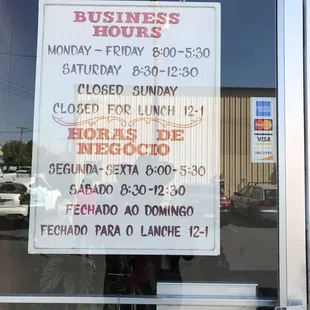 BUSINESS
HOURS
MONDAY – FRIDAY 8:00-5:30
SATURDAY 8:30-12:30
CLOSED SUNDAY
CLOSED FOR LUNCH 12-1
HORAS DE
NEGÓCIO
SEGUNDA-SEXTA 8:00-5:30
SÁBADO 8:30-12:30
FECHADO AO DOMINGO
FECHADO PARA O LANCHE 12-1
VISA